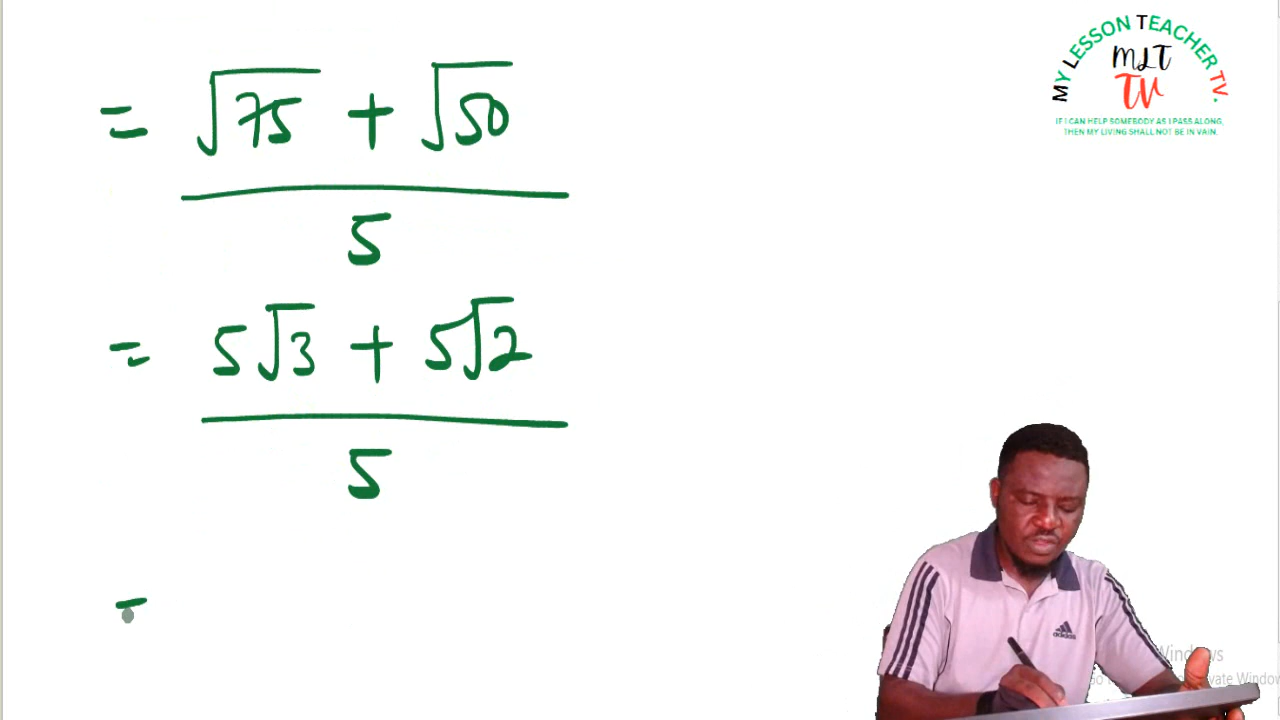 = √75 + √50
5
= 5√3 + 5√2
5
=
MY LESSON TEACHER TV.
MLT
TV
IF I CAN HELP SOMEBODY AS I PASS ALONG,
THEN MY LIVING SHALL NOT BE IN VAIN.
adidas
Windows